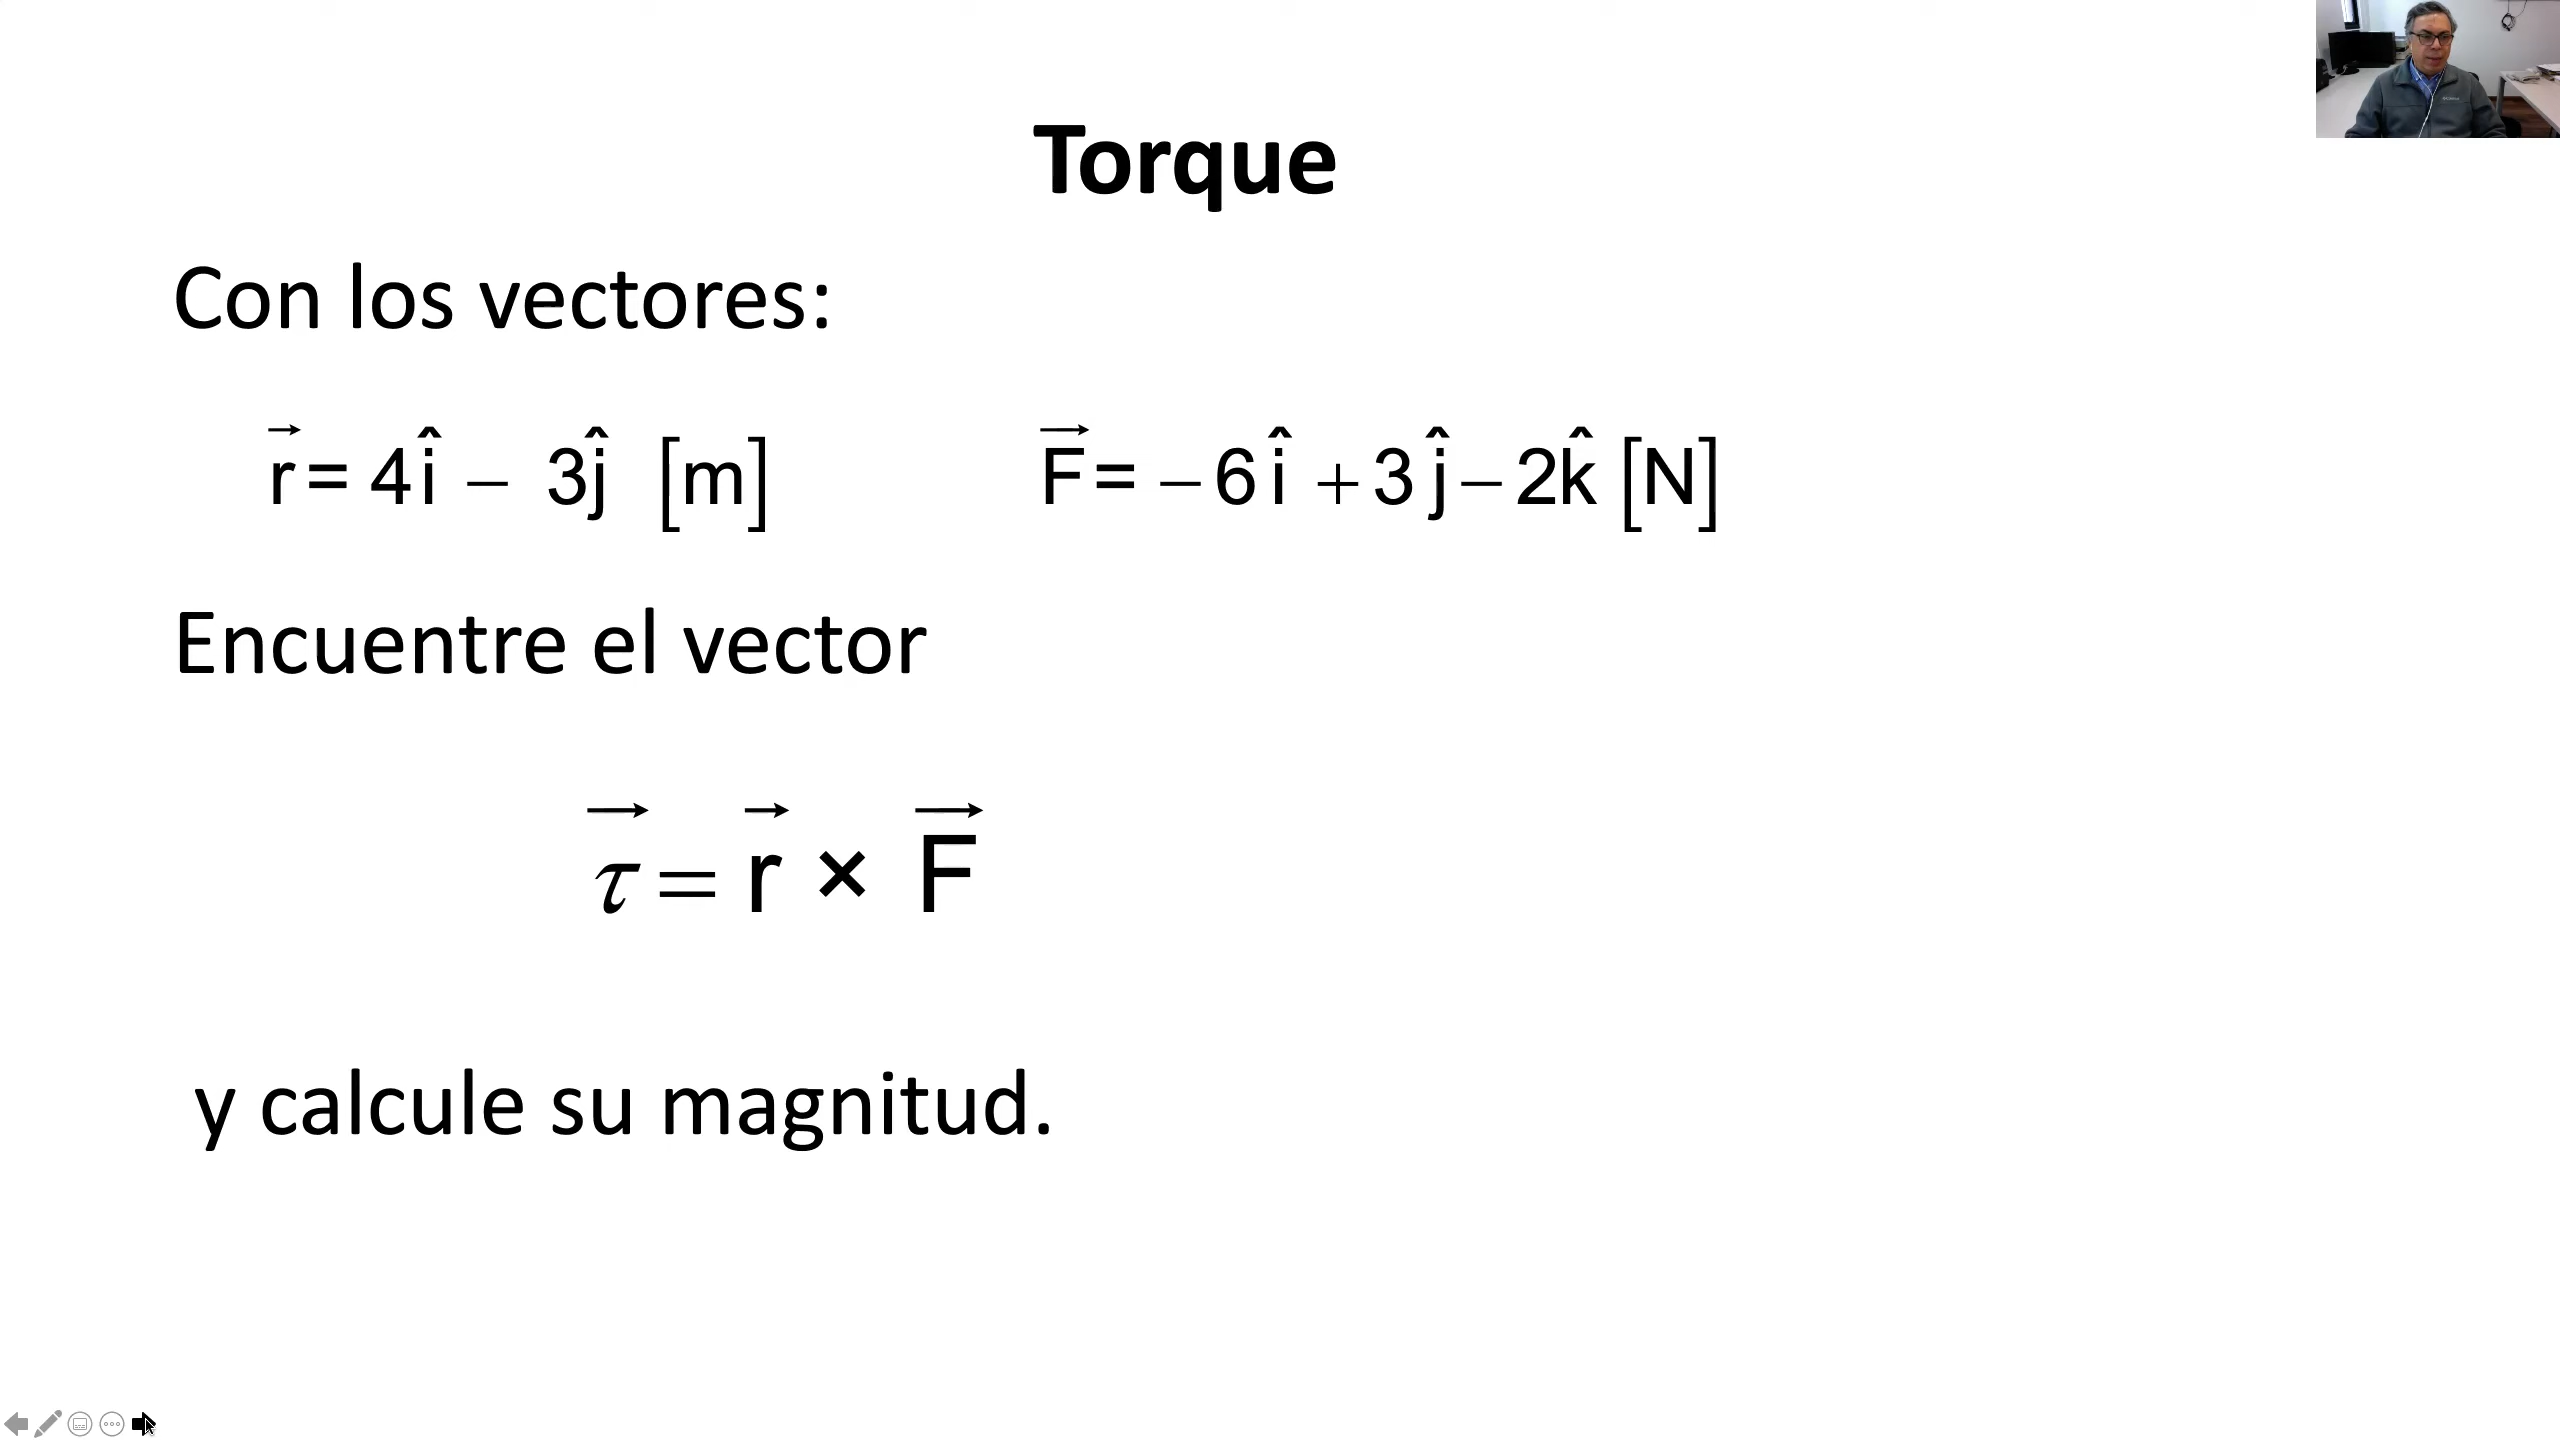 Torque
Con los vectores:
r⃗ = 4î − 3ĵ [m]
F⃗ = −6î + 3ĵ − 2k̂ [N]
Encuentre el vector
τ⃗ = r⃗ × F⃗
y calcule su magnitud.